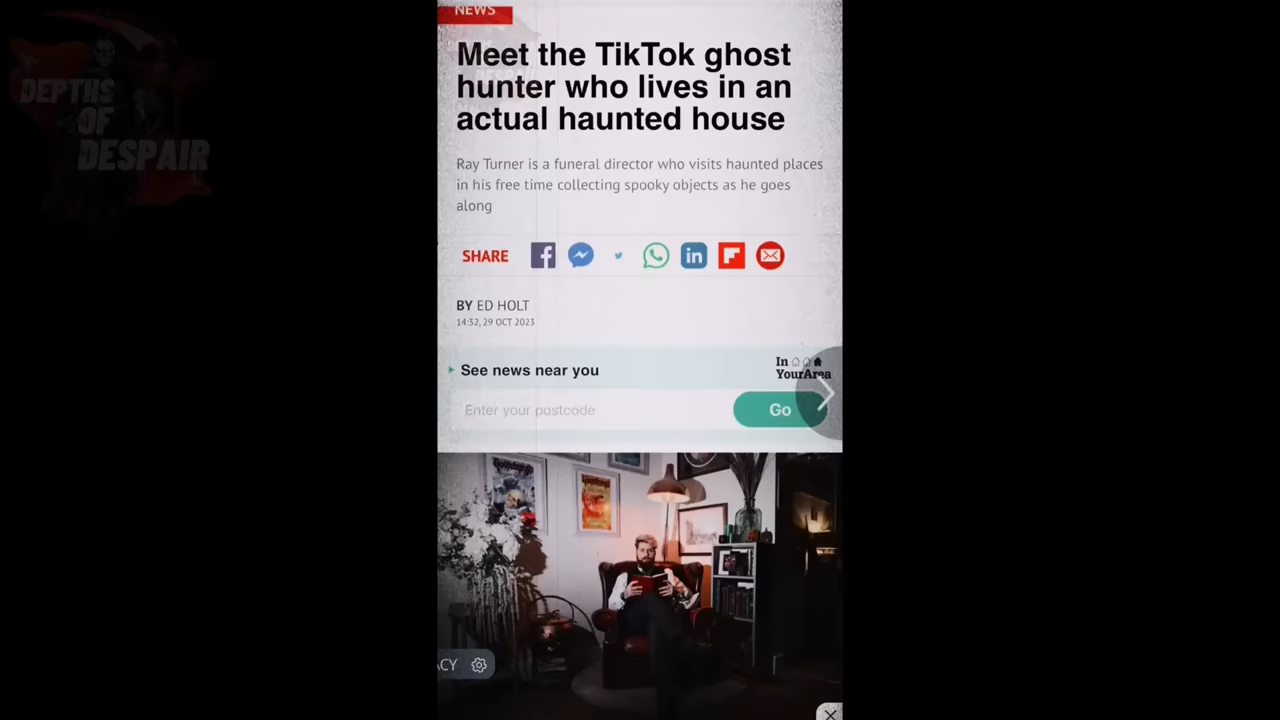 DEPTHS
OF
DESPAIR
NEWS
Meet the TikTok ghost
hunter who lives in an
actual haunted house
Ray Turner is a funeral director who visits haunted places
in his free time collecting spooky objects as he goes
along
SHARE
BY ED HOLT
14:32, 29 OCT 2023
See news near you
In
YourArea
Enter your postcode
Go
ACY